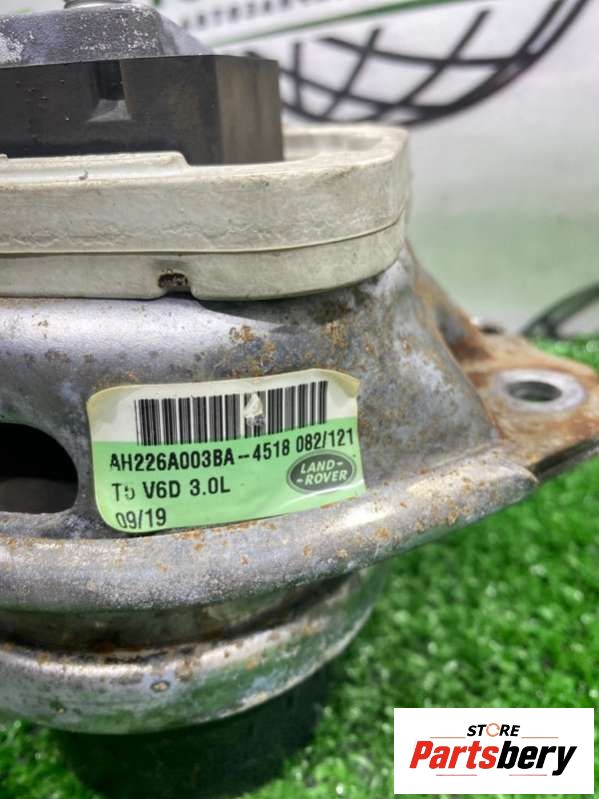 AH226A003BA-4518 082/121
T5 V6D 3.0L
LAND-
-ROVER
09/19
STORE
Partsbery